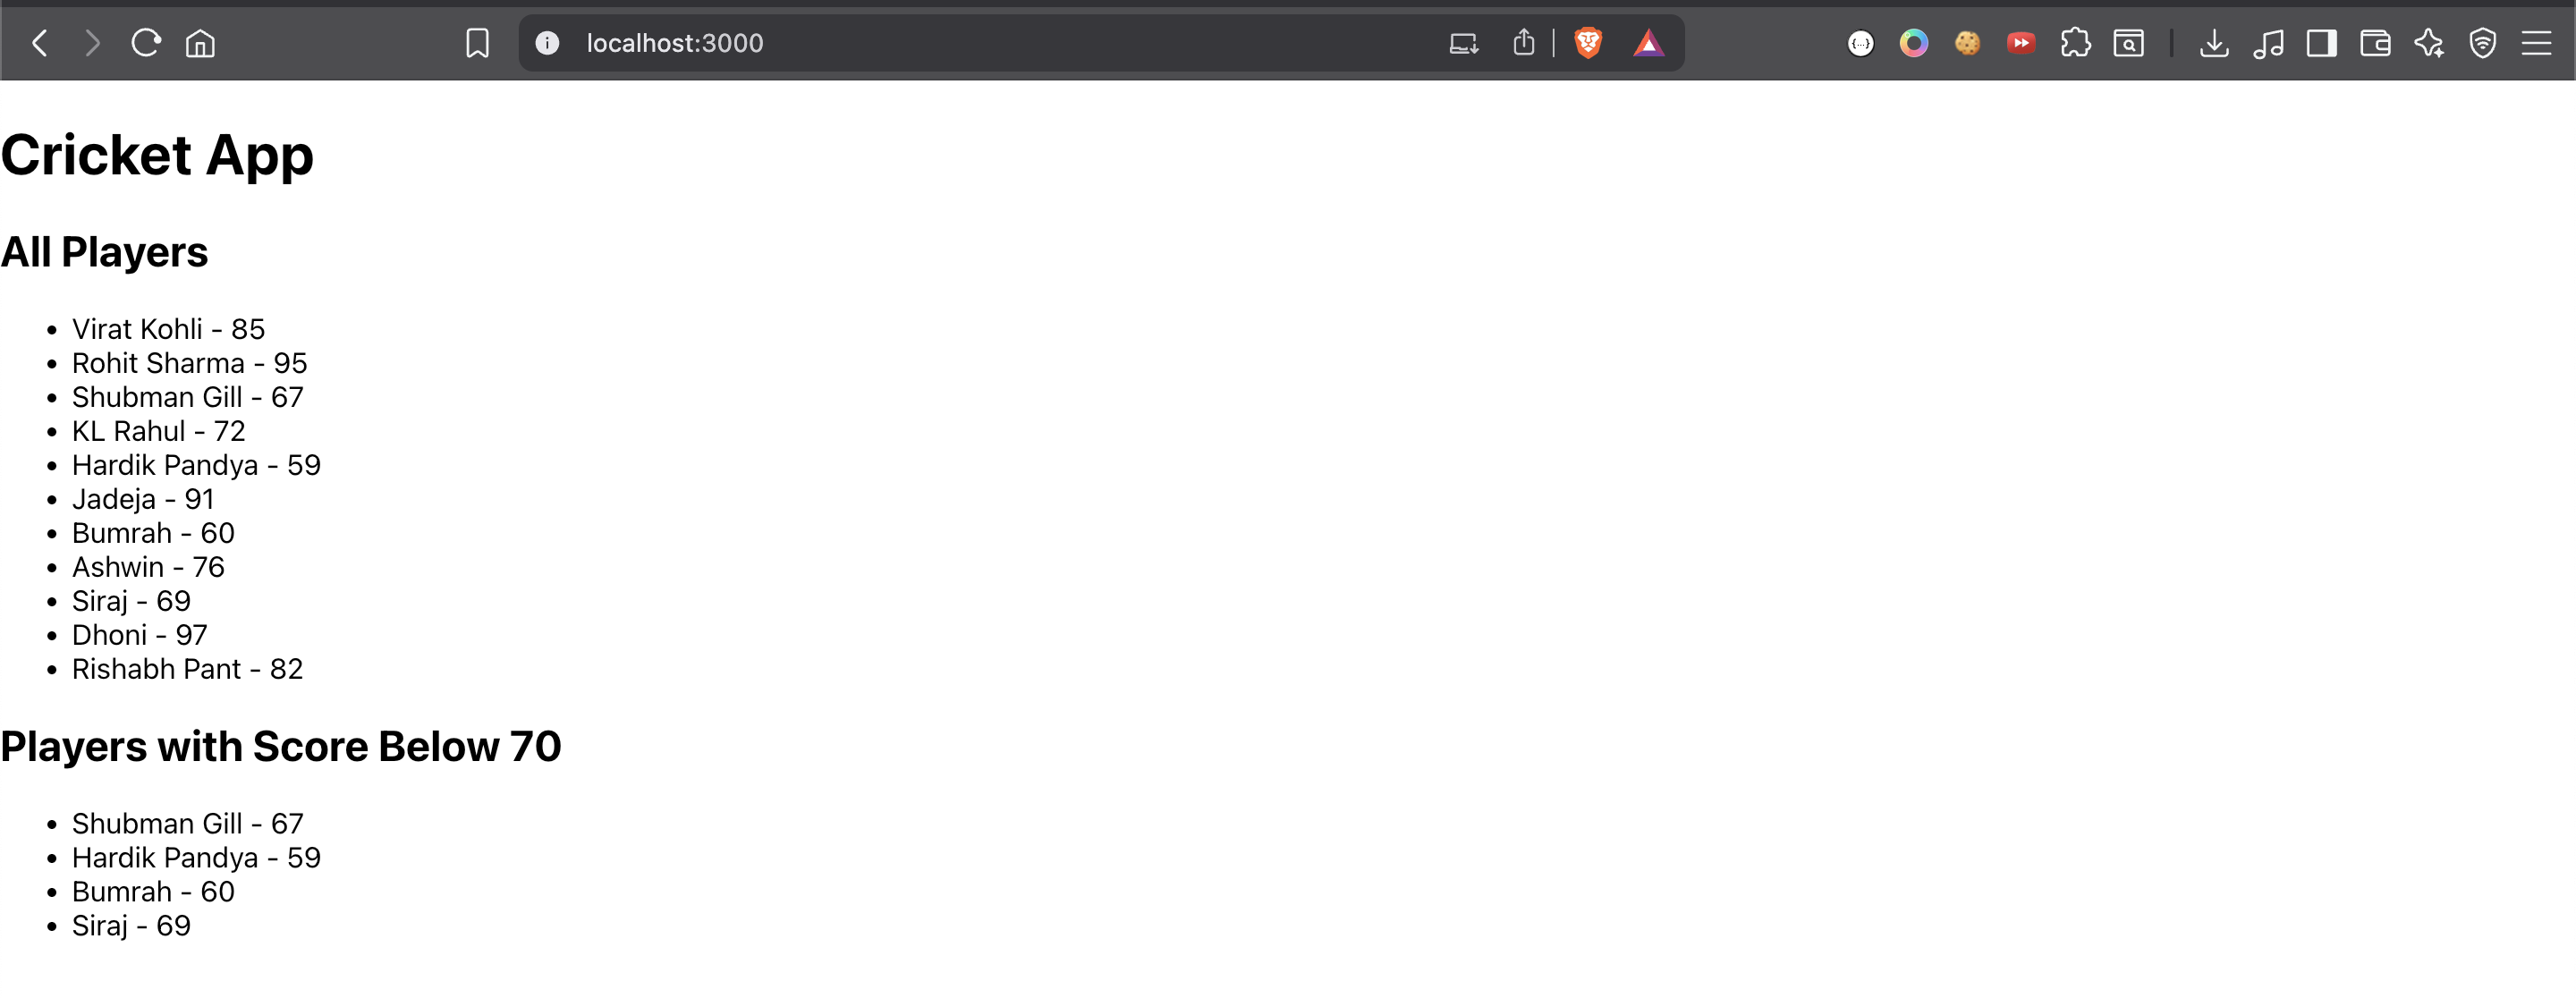 localhost:3000
Cricket App
All Players
• Virat Kohli - 85
• Rohit Sharma - 95
• Shubman Gill - 67
• KL Rahul - 72
• Hardik Pandya - 59
• Jadeja - 91
• Bumrah - 60
• Ashwin - 76
• Siraj - 69
• Dhoni - 97
• Rishabh Pant - 82
Players with Score Below 70
• Shubman Gill - 67
• Hardik Pandya - 59
• Bumrah - 60
• Siraj - 69